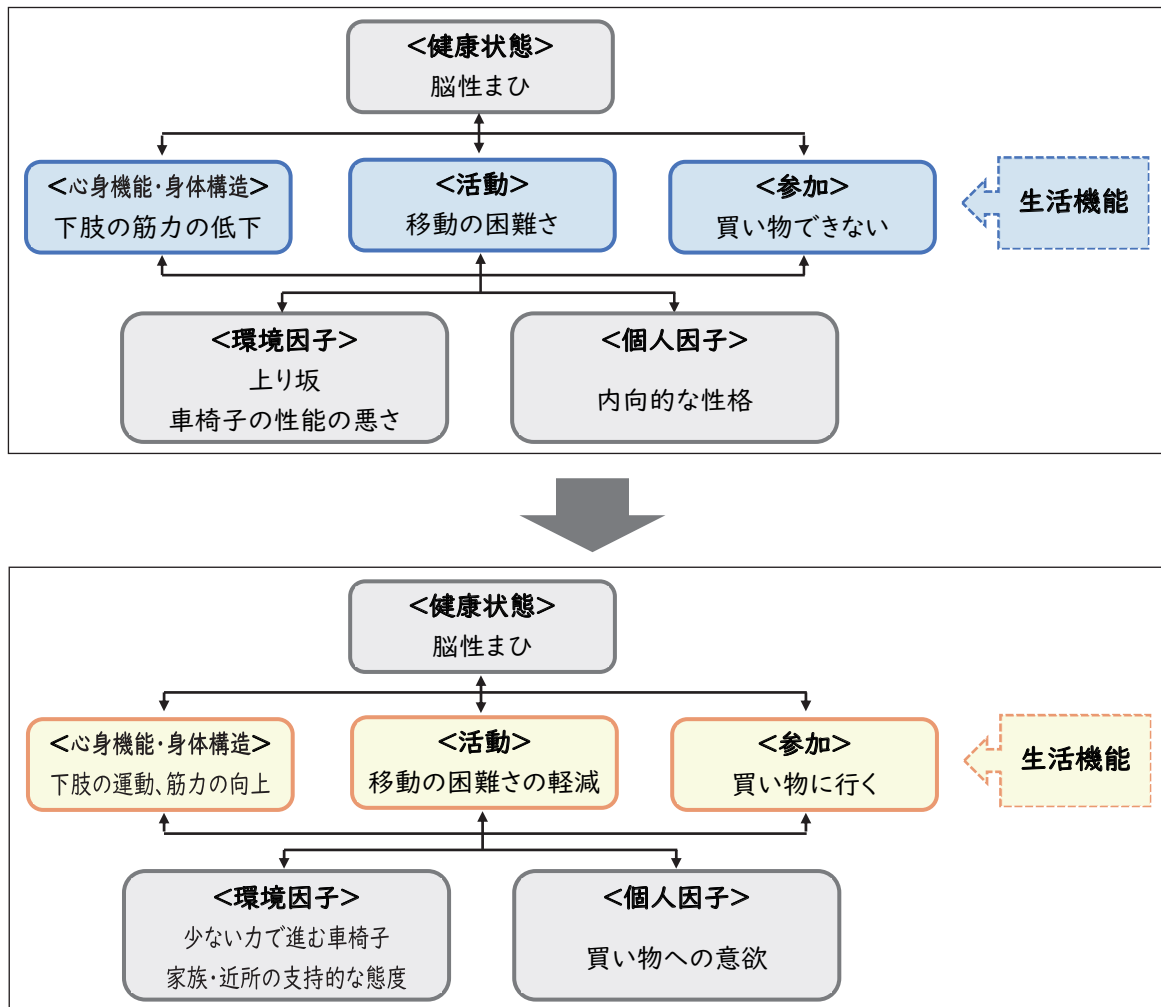 <健康状態>
脳性まひ
<心身機能・身体構造>
下肢の筋力の低下
<活動>
移動の困難さ
<参加>
買い物できない
生活機能
<環境因子>
上り坂
車椅子の性能の悪さ
<個人因子>
内向的な性格
<健康状態>
脳性まひ
<心身機能・身体構造>
下肢の運動、筋力の向上
<活動>
移動の困難さの軽減
<参加>
買い物に行く
生活機能
<環境因子>
少ない力で進む車椅子
家族・近所の支持的な態度
<個人因子>
買い物への意欲